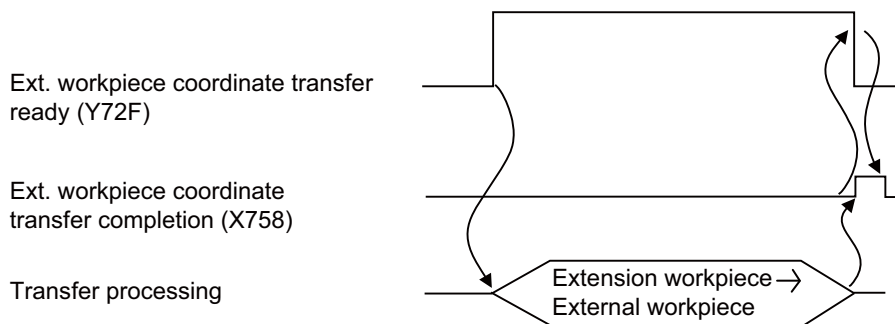 Ext. workpiece coordinate transfer
ready (Y72F)
Ext. workpiece coordinate
transfer completion (X758)
Transfer processing
Extension workpiece →
External workpiece